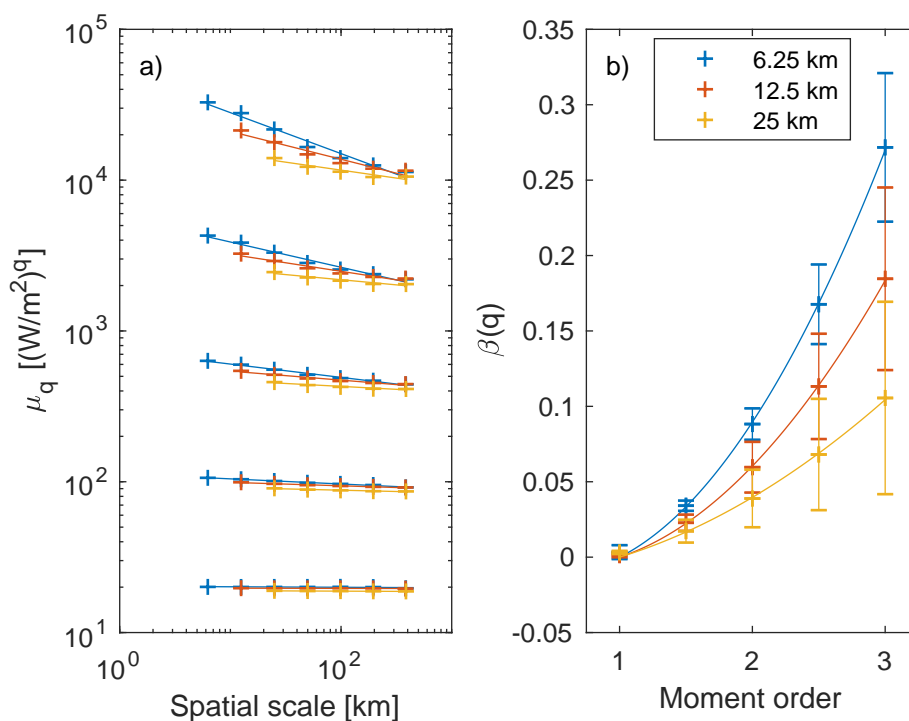 a)
10^5
10^4
10^3
10^2
10^1
μ_q [(W/m^2)^q]
10^0
10^2
Spatial scale [km]
b)
6.25 km
12.5 km
25 km
0.35
0.3
0.25
0.2
0.15
0.1
0.05
0
-0.05
β(q)
1
2
3
Moment order